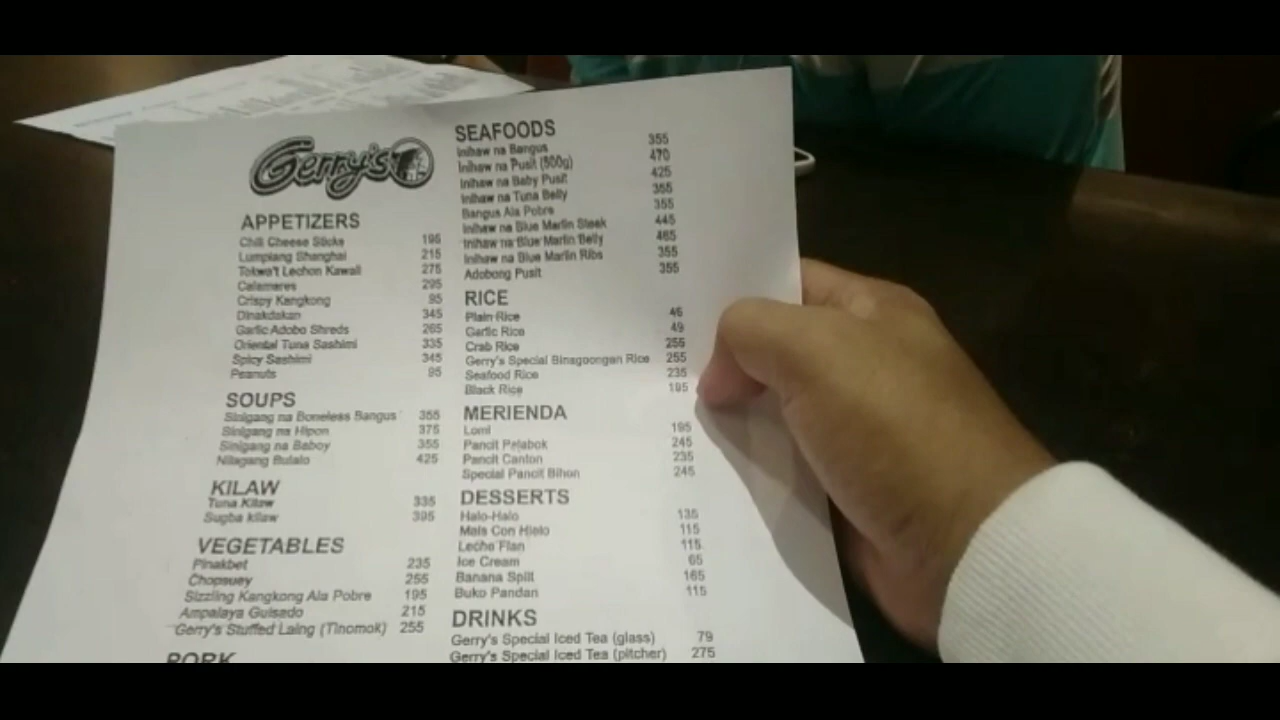 Gerry's
APPETIZERS
Chili Cheese Sticks 195
Lumpiang Shanghai 215
Tokwa't Lechon Kawali 275
Calamares 295
Crispy Kangkong 95
Dinakdakan 345
Garlic Adobo Shreds 265
Oriental Tuna Sashimi 335
Spicy Sashimi 345
Peanuts 95
SOUPS
Sinigang na Boneless Bangus 355
Sinigang na Hipon 375
Sinigang na Baboy 355
Nilagang Bulalo 425
KILAW
Tuna Kilaw 335
Sugba kilaw 395
VEGETABLES
Pinakbet 235
Chopsuey 255
Sizzling Kangkong Ala Pobre 195
Ampalaya Guisado 215
Gerry's Stuffed Laing (Tinomok) 255
PORK
SEAFOODS
Inihaw na Bangus 355
Inihaw na Pusit (500g) 470
Inihaw na Baby Pusit 425
Inihaw na Tuna Belly 355
Bangus Ala Pobre 355
Inihaw na Blue Marlin Steak 445
Inihaw na Blue Marlin Belly 465
Inihaw na Blue Marlin Ribs 355
Adobong Pusit 355
RICE
Plain Rice 46
Garlic Rice 49
Crab Rice 255
Gerry's Special Binagoongan Rice 255
Seafood Rice 235
Black Rice 195
MERIENDA
Lomi 195
Pancit Palabok 245
Pancit Canton 235
Special Pancit Bihon 245
DESSERTS
Halo-Halo 135
Mais Con Hielo 115
Leche Flan 115
Ice Cream 65
Banana Split 165
Buko Pandan 115
DRINKS
Gerry's Special Iced Tea (glass) 79
Gerry's Special Iced Tea (pitcher) 275